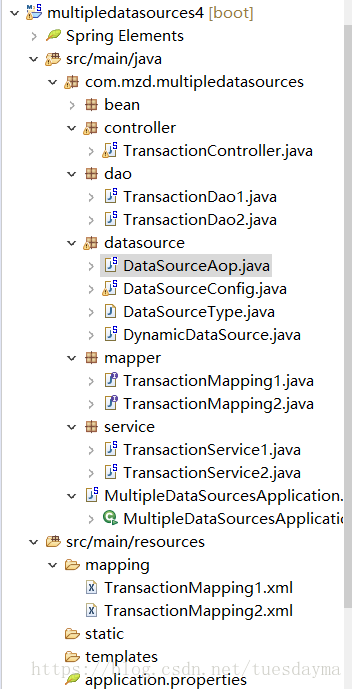 multipledatasources4 [boot]
Spring Elements
src/main/java
com.mzd.multipledatasources
bean
controller
TransactionController.java
dao
TransactionDao1.java
TransactionDao2.java
datasource
DataSourceAop.java
DataSourceConfig.java
DataSourceType.java
DynamicDataSource.java
mapper
TransactionMapping1.java
TransactionMapping2.java
service
TransactionService1.java
TransactionService2.java
MultipleDataSourcesApplication.
MultipleDataSourcesApplicatio
src/main/resources
mapping
TransactionMapping1.xml
TransactionMapping2.xml
static
templates
https://blog.csdn.net/tuesdayma
application.properties